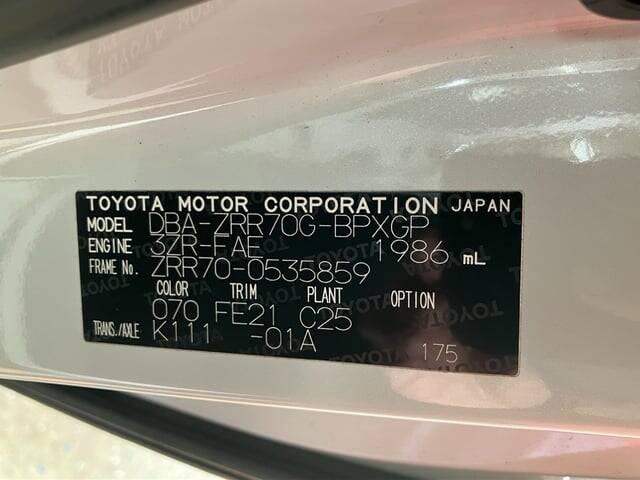 TOYOTA MOTOR CORPORATION JAPAN
MODEL DBA-ZRR70G-BPXGP
ENGINE 3ZR-FAE 1986 mL
FRAME No. ZRR70-0535859
COLOR TRIM PLANT OPTION
070 FE21 C25
TRANS./AXLE K111 -01A
175